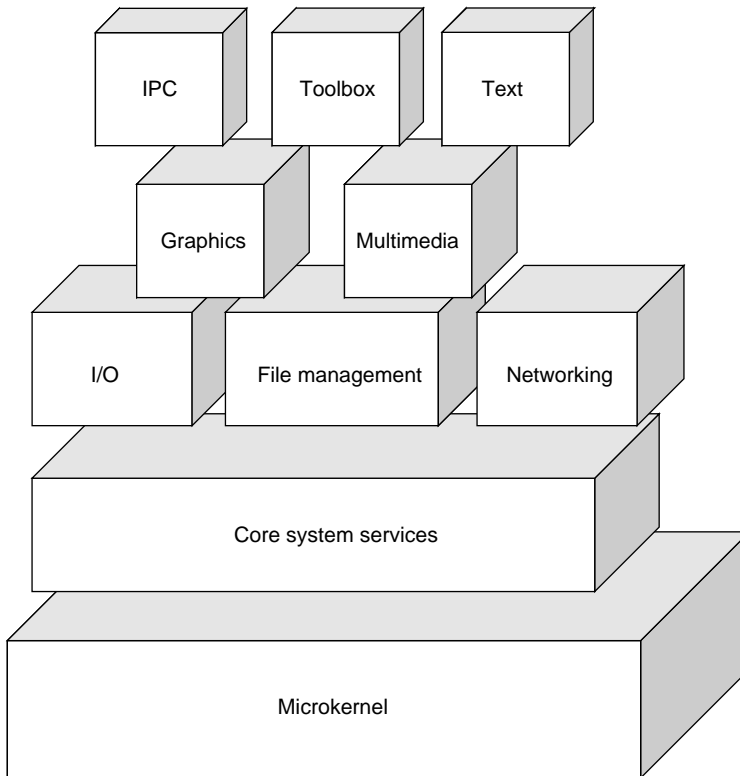 IPC
Toolbox
Text
Graphics
Multimedia
I/O
File management
Networking
Core system services
Microkernel